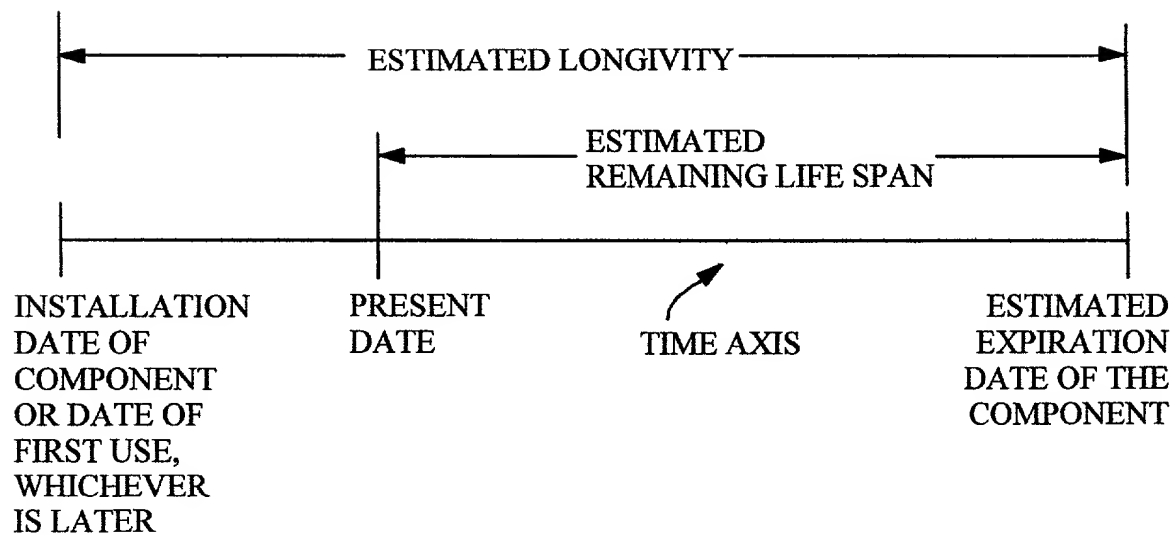 ESTIMATED LONGIVITY
ESTIMATED
REMAINING LIFE SPAN
INSTALLATION
DATE OF
COMPONENT
OR DATE OF
FIRST USE,
WHICHEVER
IS LATER
PRESENT
DATE
TIME AXIS
ESTIMATED
EXPIRATION
DATE OF THE
COMPONENT